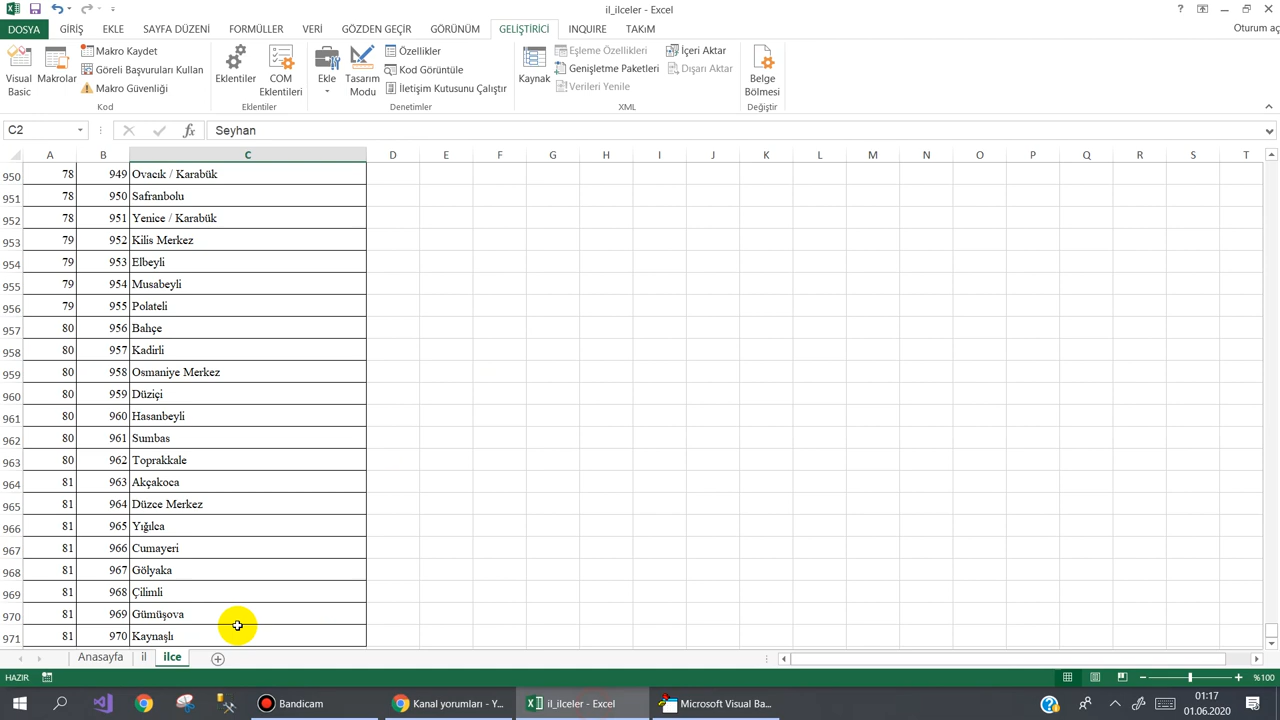 il_ilceler - Excel
?
Oturum aç
DOSYA GİRİŞ EKLE SAYFA DÜZENİ FORMÜLLER VERİ GÖZDEN GEÇİR GÖRÜNÜM GELİŞTİRİCİ INQUIRE TAKIM
Visual Basic
Makrolar
Makro Kaydet
Göreli Başvuruları Kullan
Makro Güvenliği
Kod
Eklentiler
COM Eklentileri
Eklentiler
Ekle
Tasarım Modu
Özellikler
Kod Görüntüle
İletişim Kutusunu Çalıştır
Denetimler
Kaynak
Eşleme Özellikleri
Genişletme Paketleri
Verileri Yenile
İçeri Aktar
Dışarı Aktar
XML
Belge Bölmesi
Değiştir
C2 fx Seyhan
A B C D E F G H I J K L M N O P Q R S T
950 78 949 Ovacık / Karabük
951 78 950 Safranbolu
952 78 951 Yenice / Karabük
953 79 952 Kilis Merkez
954 79 953 Elbeyli
955 79 954 Musabeyli
956 79 955 Polateli
957 80 956 Bahçe
958 80 957 Kadirli
959 80 958 Osmaniye Merkez
960 80 959 Düziçi
961 80 960 Hasanbeyli
962 80 961 Sumbas
963 80 962 Toprakkale
964 81 963 Akçakoca
965 81 964 Düzce Merkez
966 81 965 Yığılca
967 81 966 Cumayeri
968 81 967 Gölyaka
969 81 968 Çilimli
970 81 969 Gümüşova
971 81 970 Kaynaşlı
Anasayfa il ilce
HAZIR
%100
Bandicam
Kanal yorumları - Y...
il_ilceler - Excel
Microsoft Visual Ba...
01:17
01.06.2020